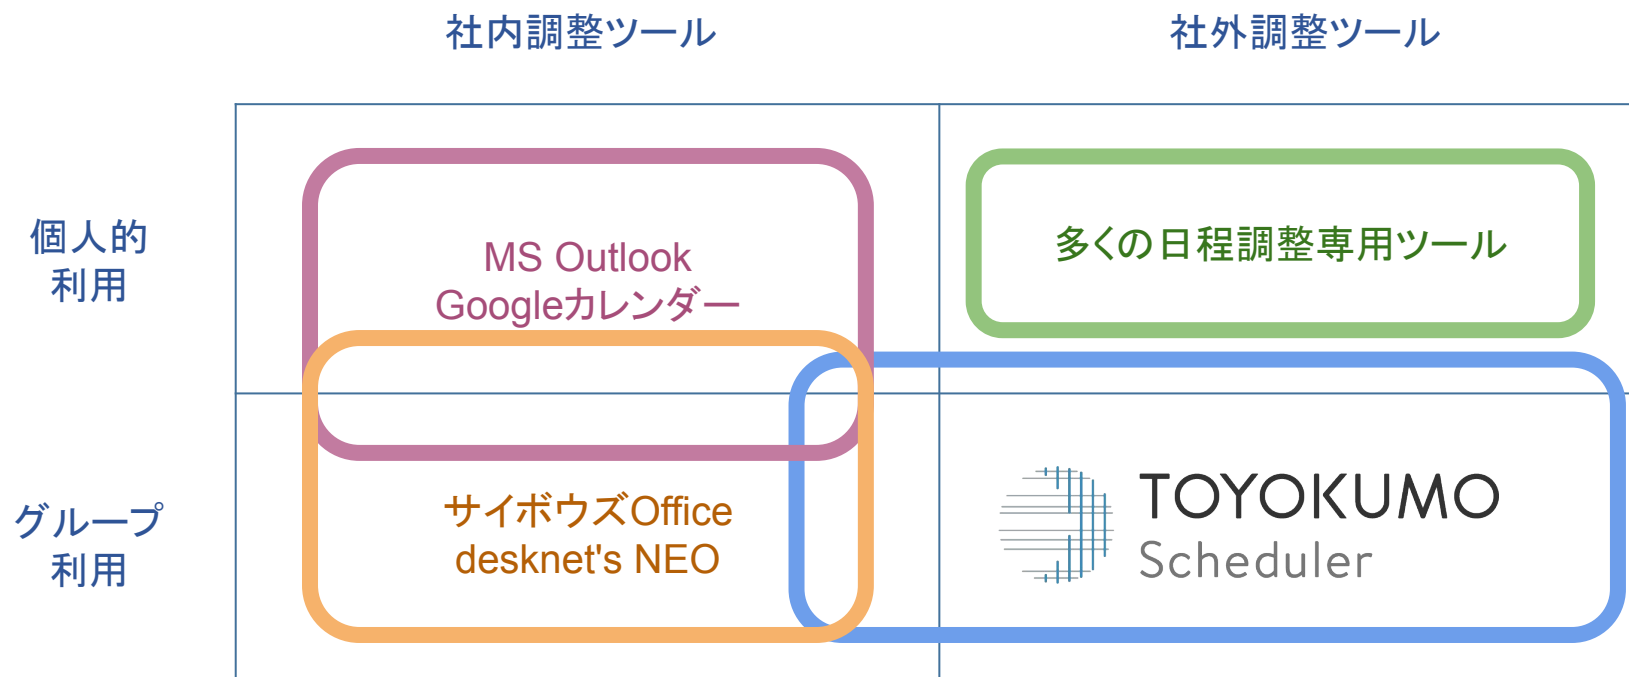 社内調整ツール
社外調整ツール
個人的
利用
MS Outlook
Googleカレンダー
多くの日程調整専用ツール
グループ
利用
サイボウズOffice
desknet's NEO
TOYOKUMO
Scheduler